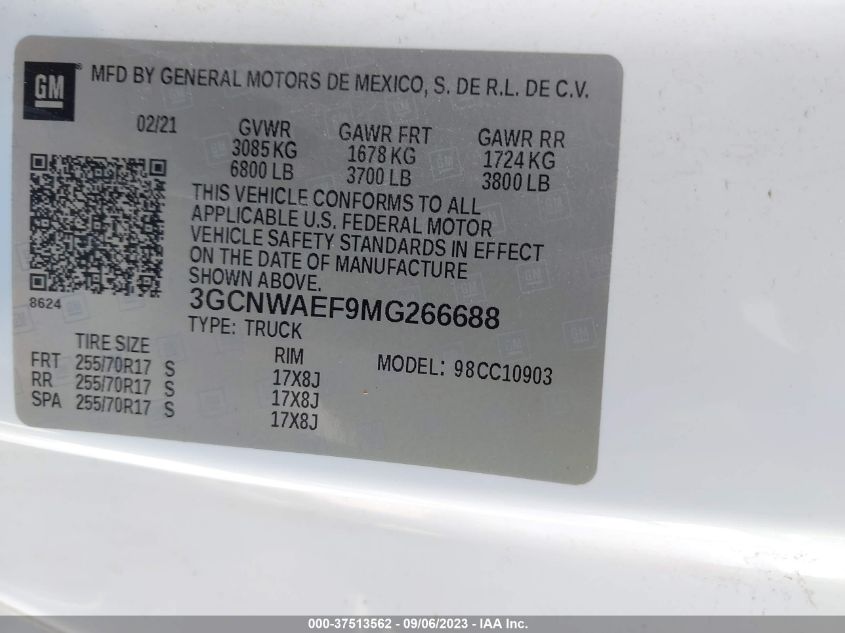 GM®
MFD BY GENERAL MOTORS DE MEXICO, S. DE R.L. DE C.V.
02/21 GVWR GAWR FRT GAWR RR
3085 KG 1678 KG 1724 KG
6800 LB 3700 LB 3800 LB
THIS VEHICLE CONFORMS TO ALL
APPLICABLE U.S. FEDERAL MOTOR
VEHICLE SAFETY STANDARDS IN EFFECT
ON THE DATE OF MANUFACTURE
SHOWN ABOVE.
8624
3GCNWAEF9MG266688
TYPE: TRUCK
TIRE SIZE RIM MODEL: 98CC10903
FRT 255/70R17 S 17X8J
RR 255/70R17 S 17X8J
SPA 255/70R17 S 17X8J
000-37513562 - 09/06/2023 - IAA Inc.